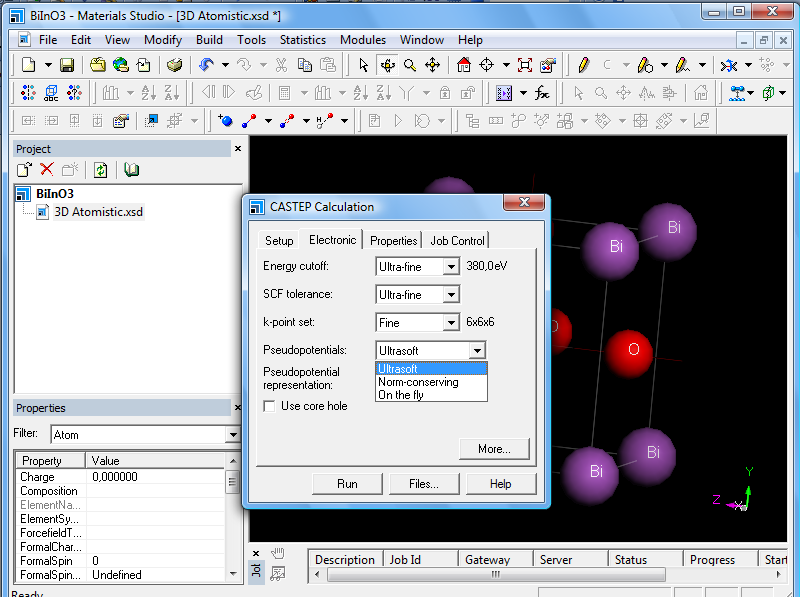 BiInO3 - Materials Studio - [3D Atomistic.xsd *]
File Edit View Modify Build Tools Statistics Modules Window Help
Project
BiInO3
3D Atomistic.xsd
CASTEP Calculation
Setup Electronic Properties Job Control
Energy cutoff: Ultra-fine 380,0eV
SCF tolerance: Ultra-fine
k-point set: Fine 6x6x6
Pseudopotentials: Ultrasoft
Ultrasoft
Norm-conserving
On the fly
Pseudopotential
representation:
Use core hole
More...
Run Files... Help
Bi
Bi
O
O
Bi
Bi
Y
Z
X
Properties
Filter: Atom
Property Value
Charge 0,000000
Composition
ElementNa...
ElementSy...
ForcefieldT...
FormalChar...
FormalSpin 0
FormalSpin... Undefined
Job
Description Job Id Gateway Server Status Progress Start
Ready